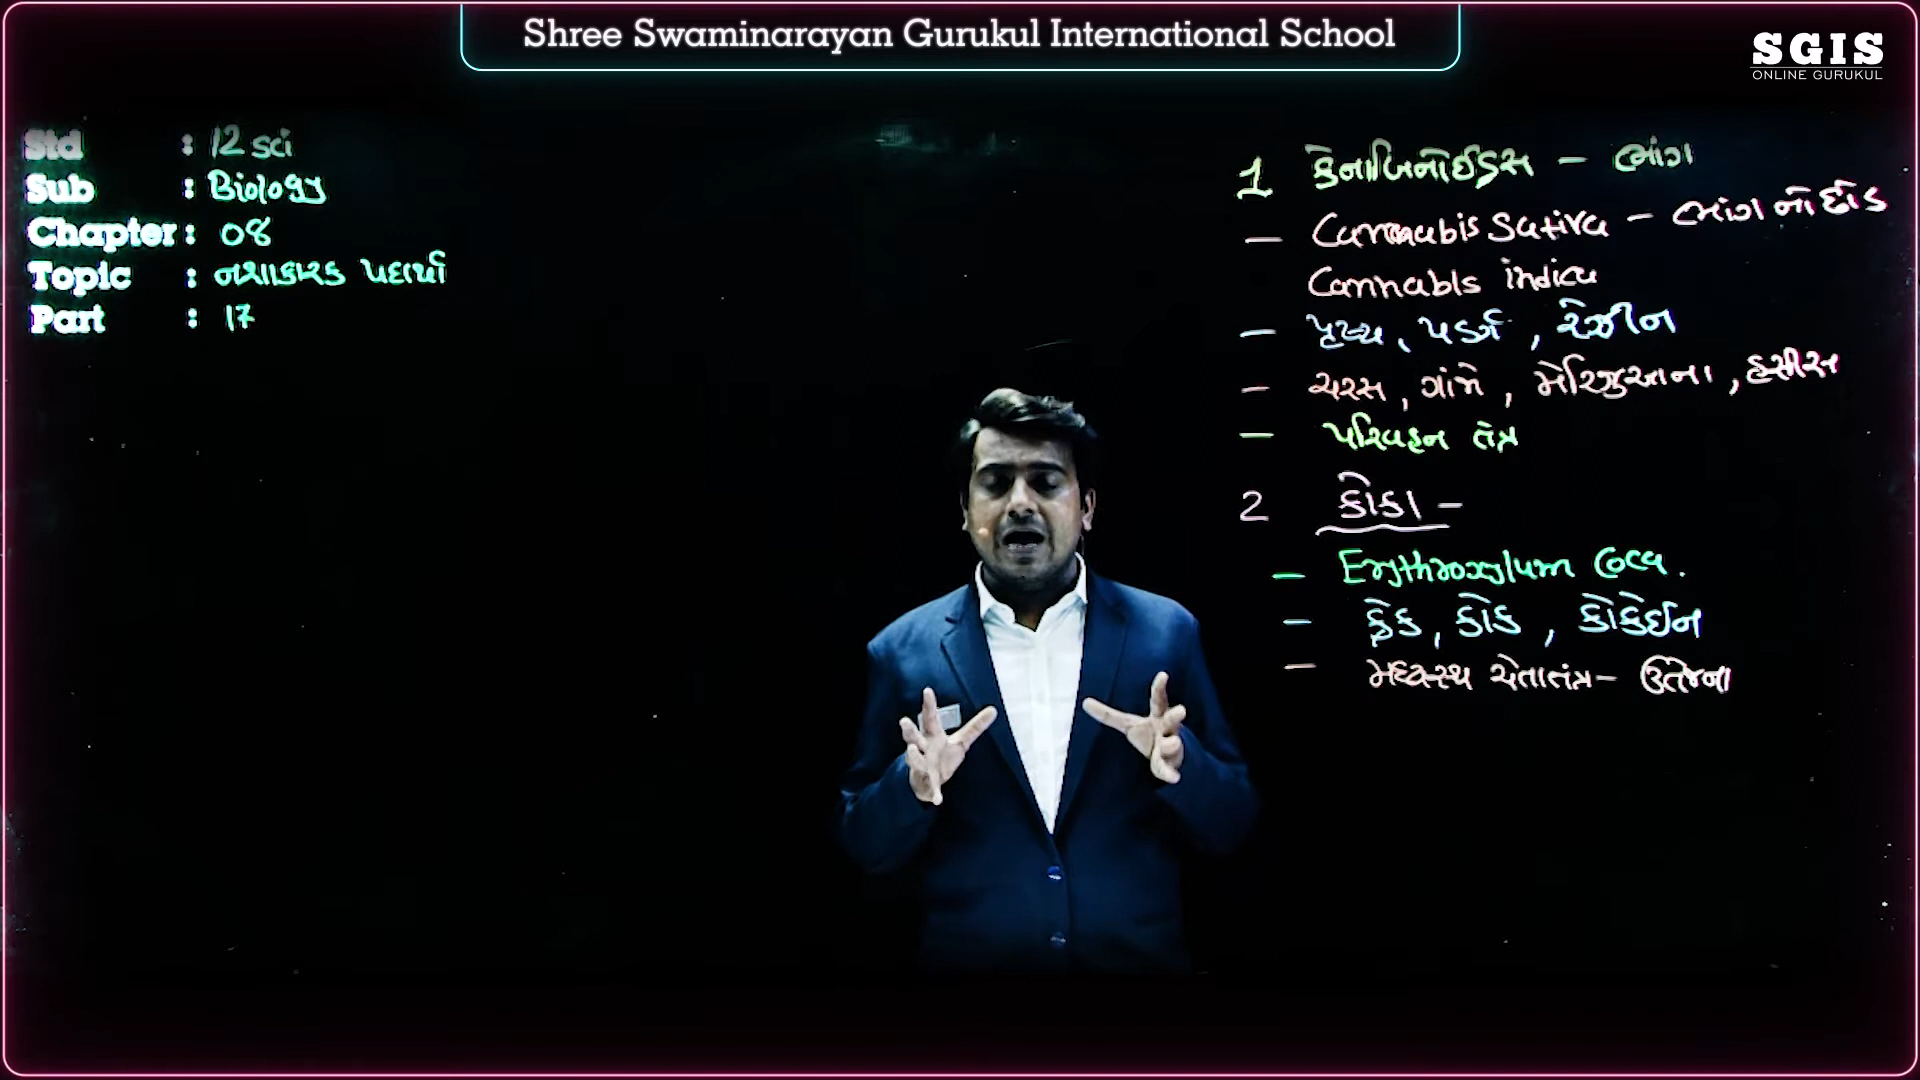 Shree Swaminarayan Gurukul International School
SGIS
ONLINE GURUKUL
Std : 12 sci
Sub : Biology
Chapter : 08
Topic : નશાકારક પદાર્થો
Part : 17
1 કેનાબિનોઈડ્સ - ભાંગ
- Cannabis Sativa - ભાંગ નો છોડ
Cannabis indica
- પુષ્પ, પર્ણ, રેઝીન
- ચરસ, ગાંજો, મેરિજુઆના, હસીસ
- પરિવહન તંત્ર
2 કોકા -
- Erythroxylum Coca.
- ક્રેક, કોક, કોકેઈન
- મધ્યસ્થ ચેતાતંત્ર - ઉતેજના